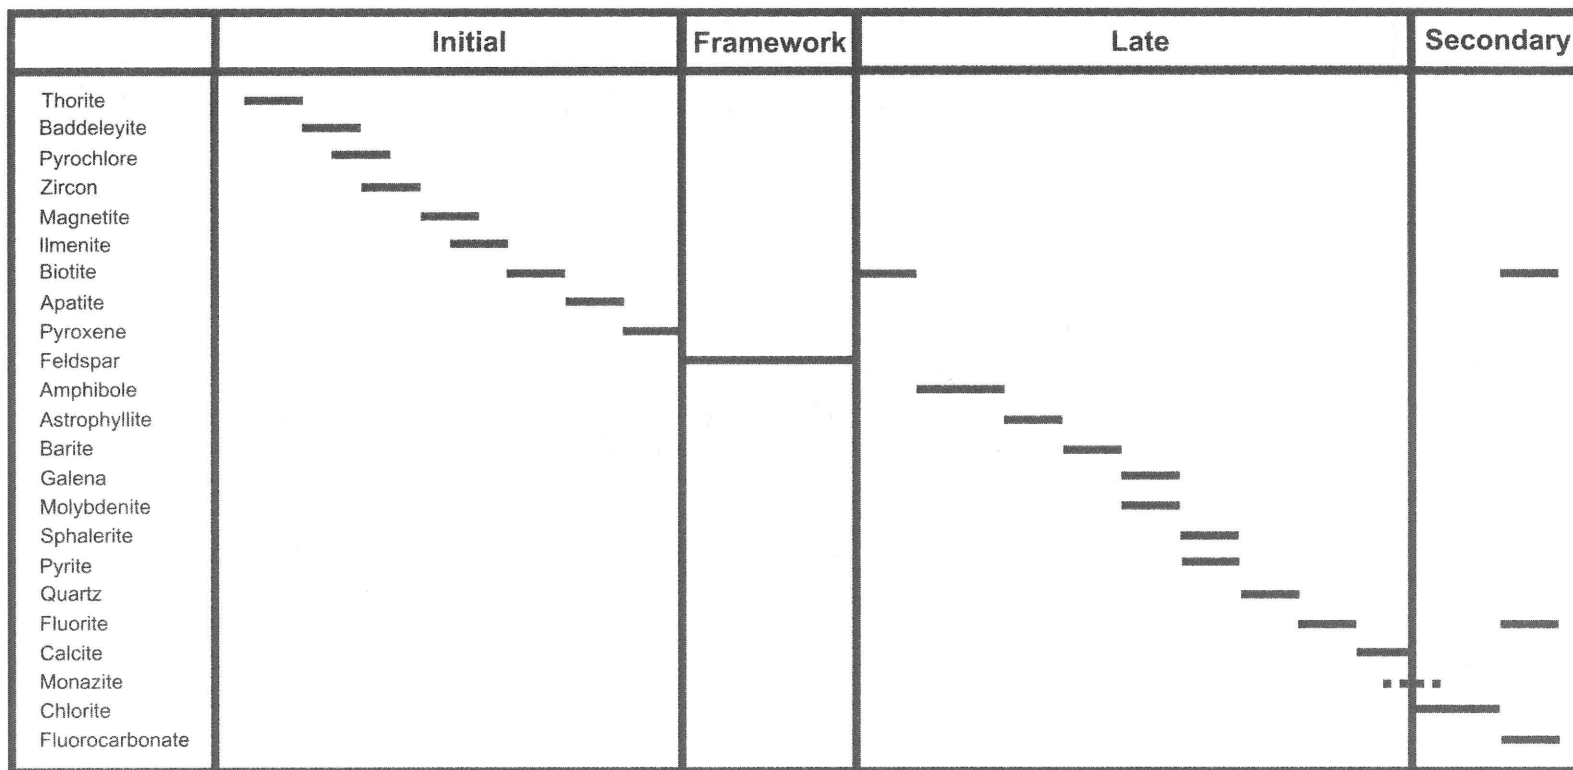 Initial Framework Late Secondary
Thorite
Baddeleyite
Pyrochlore
Zircon
Magnetite
Ilmenite
Biotite
Apatite
Pyroxene
Feldspar
Amphibole
Astrophyllite
Barite
Galena
Molybdenite
Sphalerite
Pyrite
Quartz
Fluorite
Calcite
Monazite
Chlorite
Fluorocarbonate